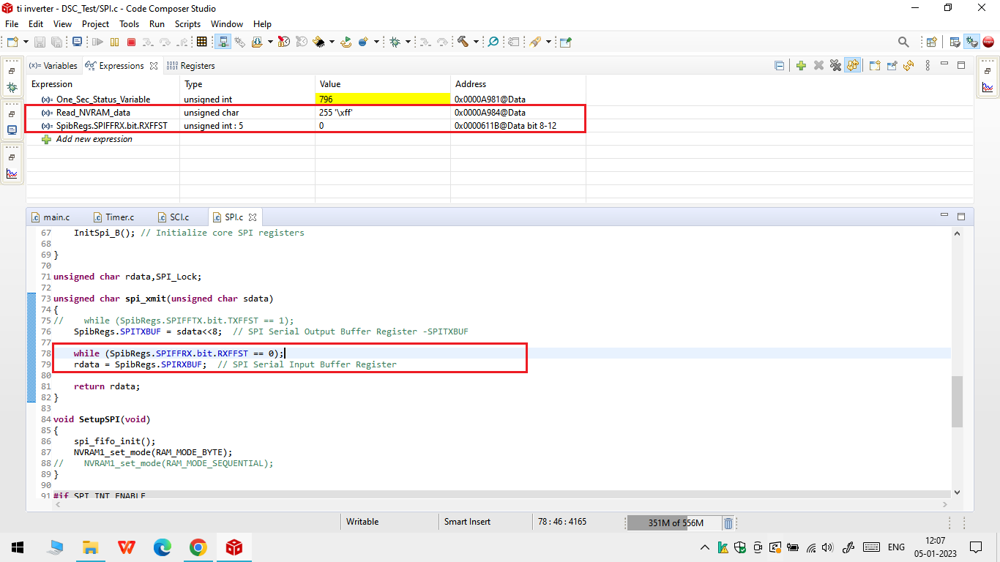 ti inverter - DSC_Test/SPI.c - Code Composer Studio
File Edit View Project Tools Run Scripts Window Help
(x)= Variables Expressions Registers
Expression Type Value Address
(x)= One_Sec_Status_Variable unsigned int 796 0x0000A981@Data
(x)= Read_NVRAM_data unsigned char 255 '\xff' 0x0000A984@Data
(x)= SpibRegs.SPIFFRX.bit.RXFFST unsigned int : 5 0 0x0000611B@Data bit 8-12
Add new expression
main.c Timer.c SCI.c SPI.c
67 InitSpi_B(); // Initialize core SPI registers
68
69 }
70
71 unsigned char rdata,SPI_Lock;
72
73 unsigned char spi_xmit(unsigned char sdata)
74 {
75 // while (SpibRegs.SPIFFTX.bit.TXFFST == 1);
76 SpibRegs.SPITXBUF = sdata<<8; // SPI Serial Output Buffer Register -SPITXBUF
77
78 while (SpibRegs.SPIFFRX.bit.RXFFST == 0);
79 rdata = SpibRegs.SPIRXBUF; // SPI Serial Input Buffer Register
80
81 return rdata;
82 }
83
84 void SetupSPI(void)
85 {
86 spi_fifo_init();
87 NVRAM1_set_mode(RAM_MODE_BYTE);
88 // NVRAM1_set_mode(RAM_MODE_SEQUENTIAL);
89 }
90
91 #if SPI_INT_ENABLE
Writable Smart Insert 78 : 46 : 4165 351M of 556M
ENG 12:07
05-01-2023